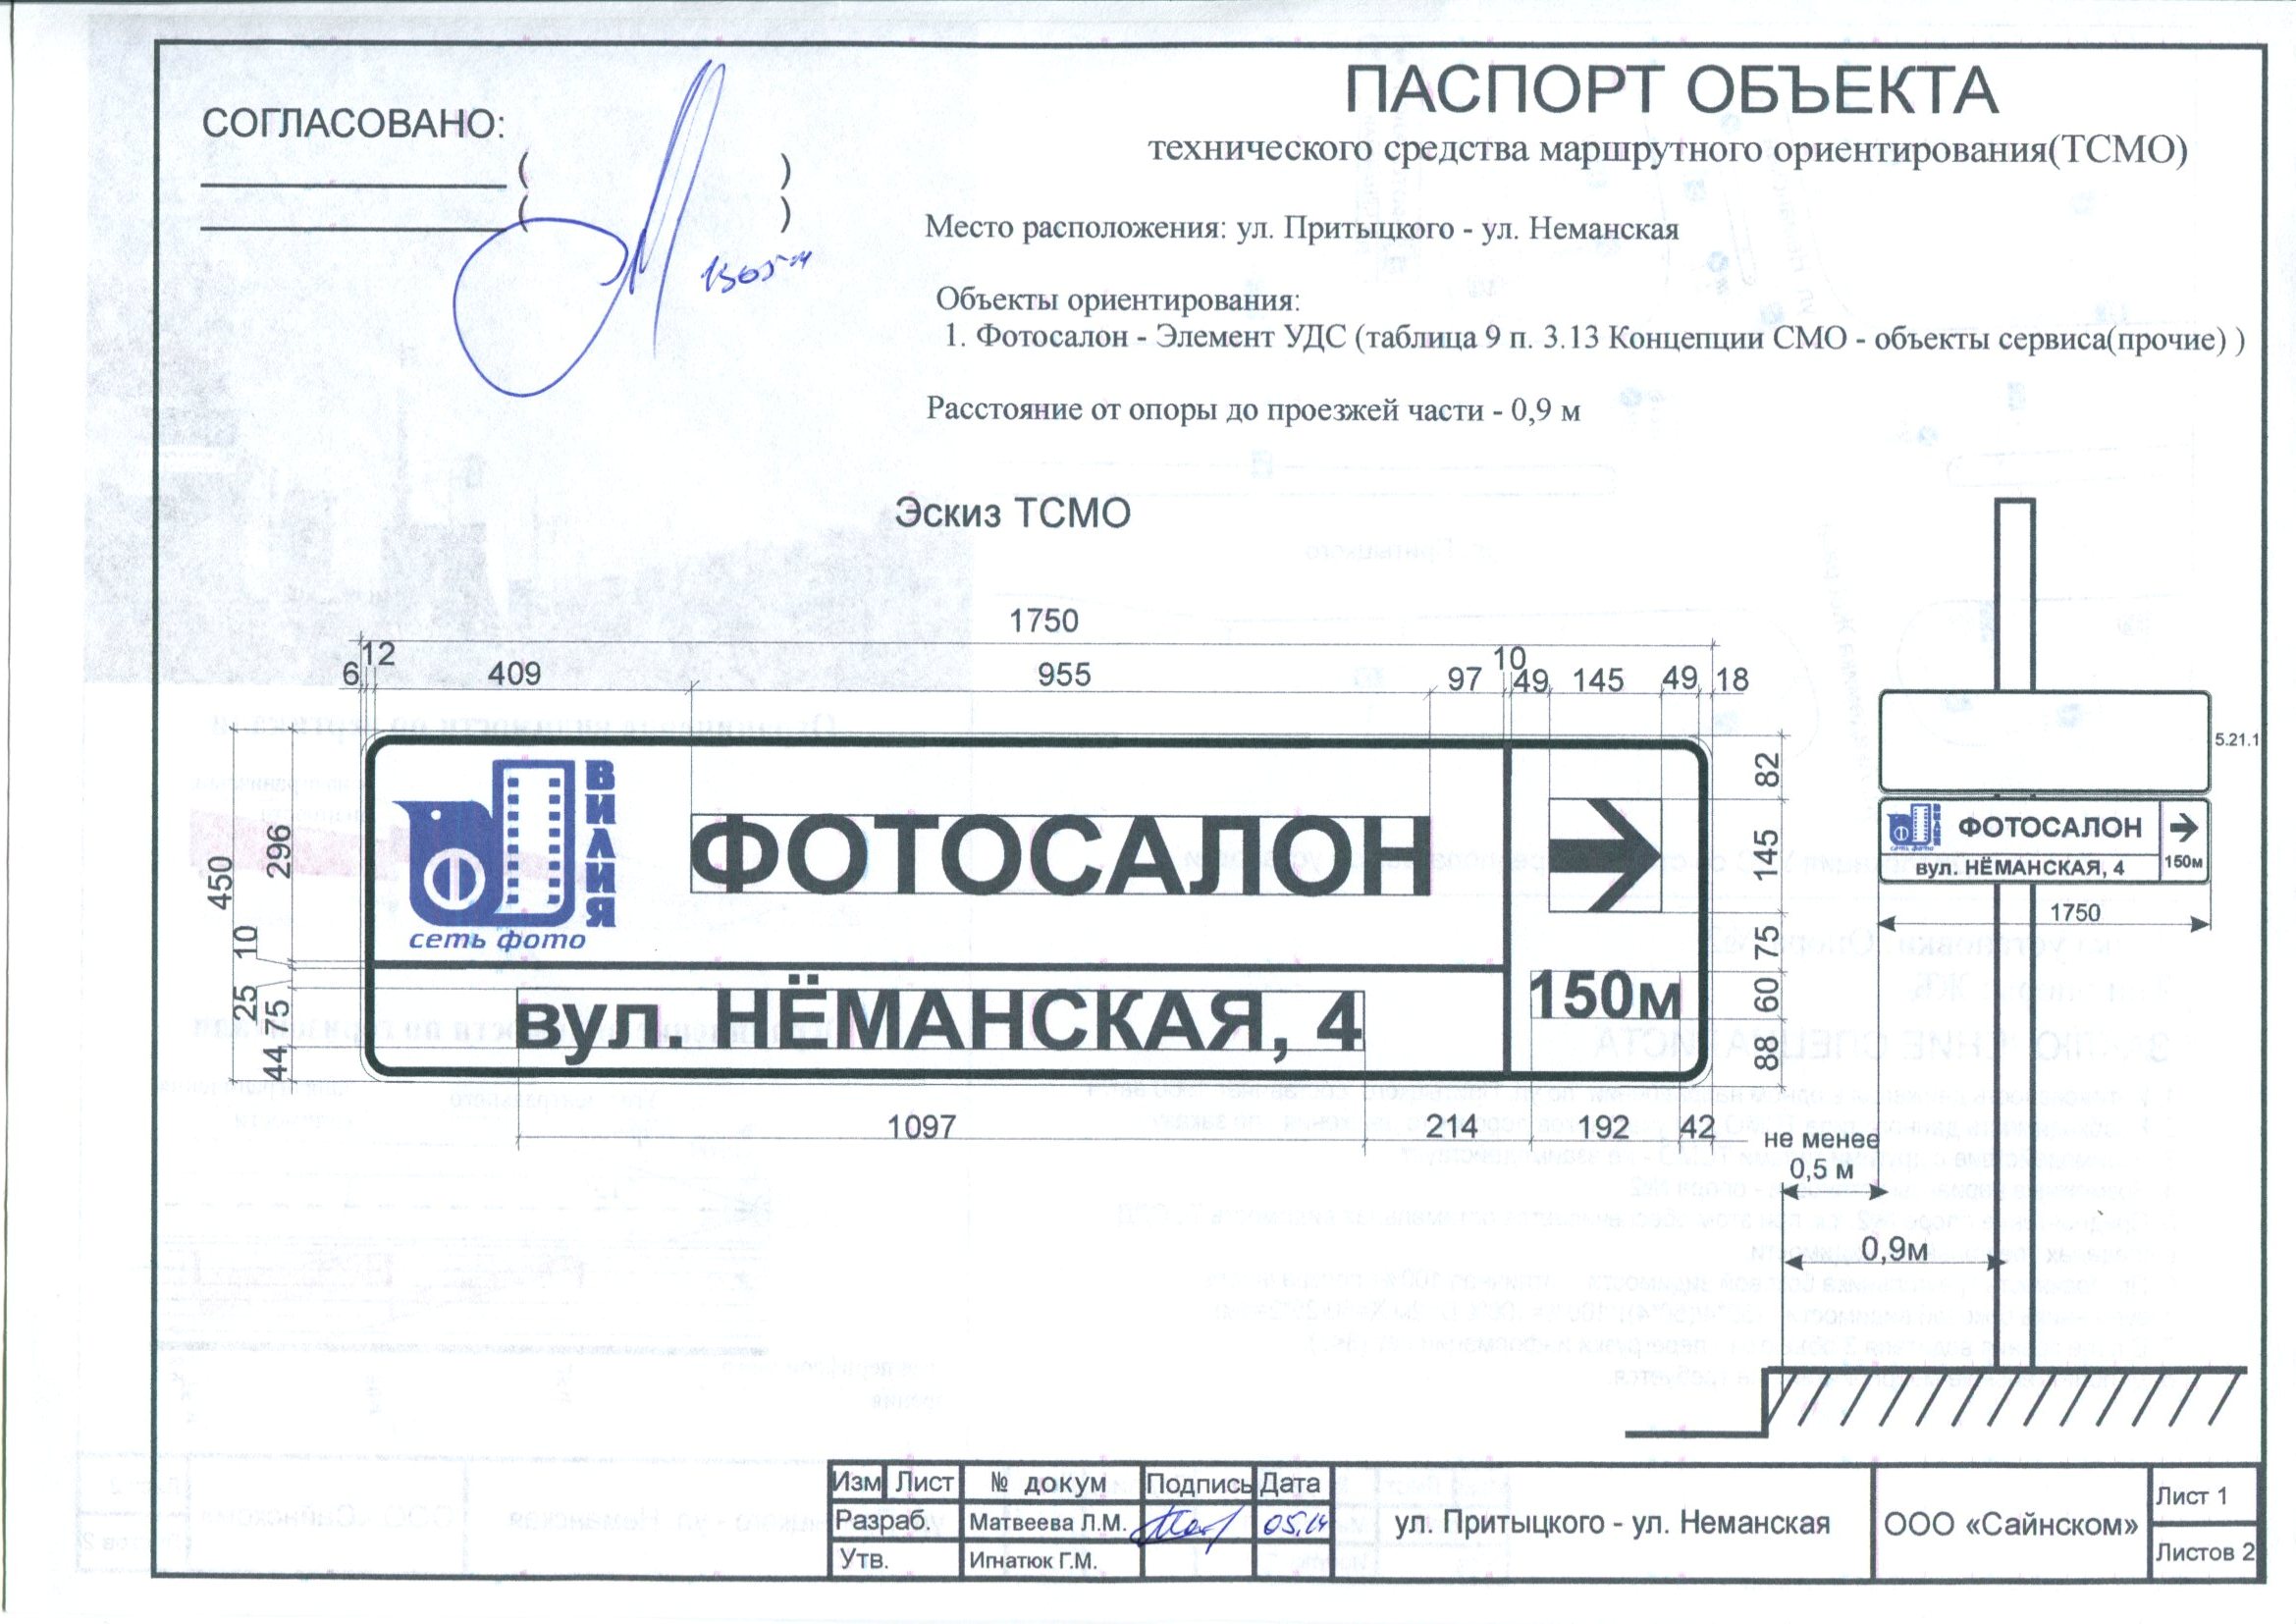 СОГЛАСОВАНО:
ПАСПОРТ ОБЪЕКТА
технического средства маршрутного ориентирования(ТСМО)
( )
( )
Место расположения: ул. Притыцкого - ул. Неманская
Объекты ориентирования:
1. Фотосалон - Элемент УДС (таблица 9 п. 3.13 Концепции СМО - объекты сервиса(прочие) )
Расстояние от опоры до проезжей части - 0,9 м
Эскиз ТСМО
1750
6 12 409 955 97 10 49 145 49 18
450 296 10 25 75 44
ВИЛИЯ
сеть фото
ФОТОСАЛОН
вул. НЁМАНСКАЯ, 4
150м
82 145 75 60 88
1097 214 192 42
5.21.1
ВИЛИЯ
сеть фото
ФОТОСАЛОН
вул. НЁМАНСКАЯ, 4
150м
1750
не менее
0,5 м
0,9м
Изм Лист № докум Подпись Дата
Разраб. Матвеева Л.М. 05.14
Утв. Игнатюк Г.М.
ул. Притыцкого - ул. Неманская
ООО «Сайнском»
Лист 1
Листов 2